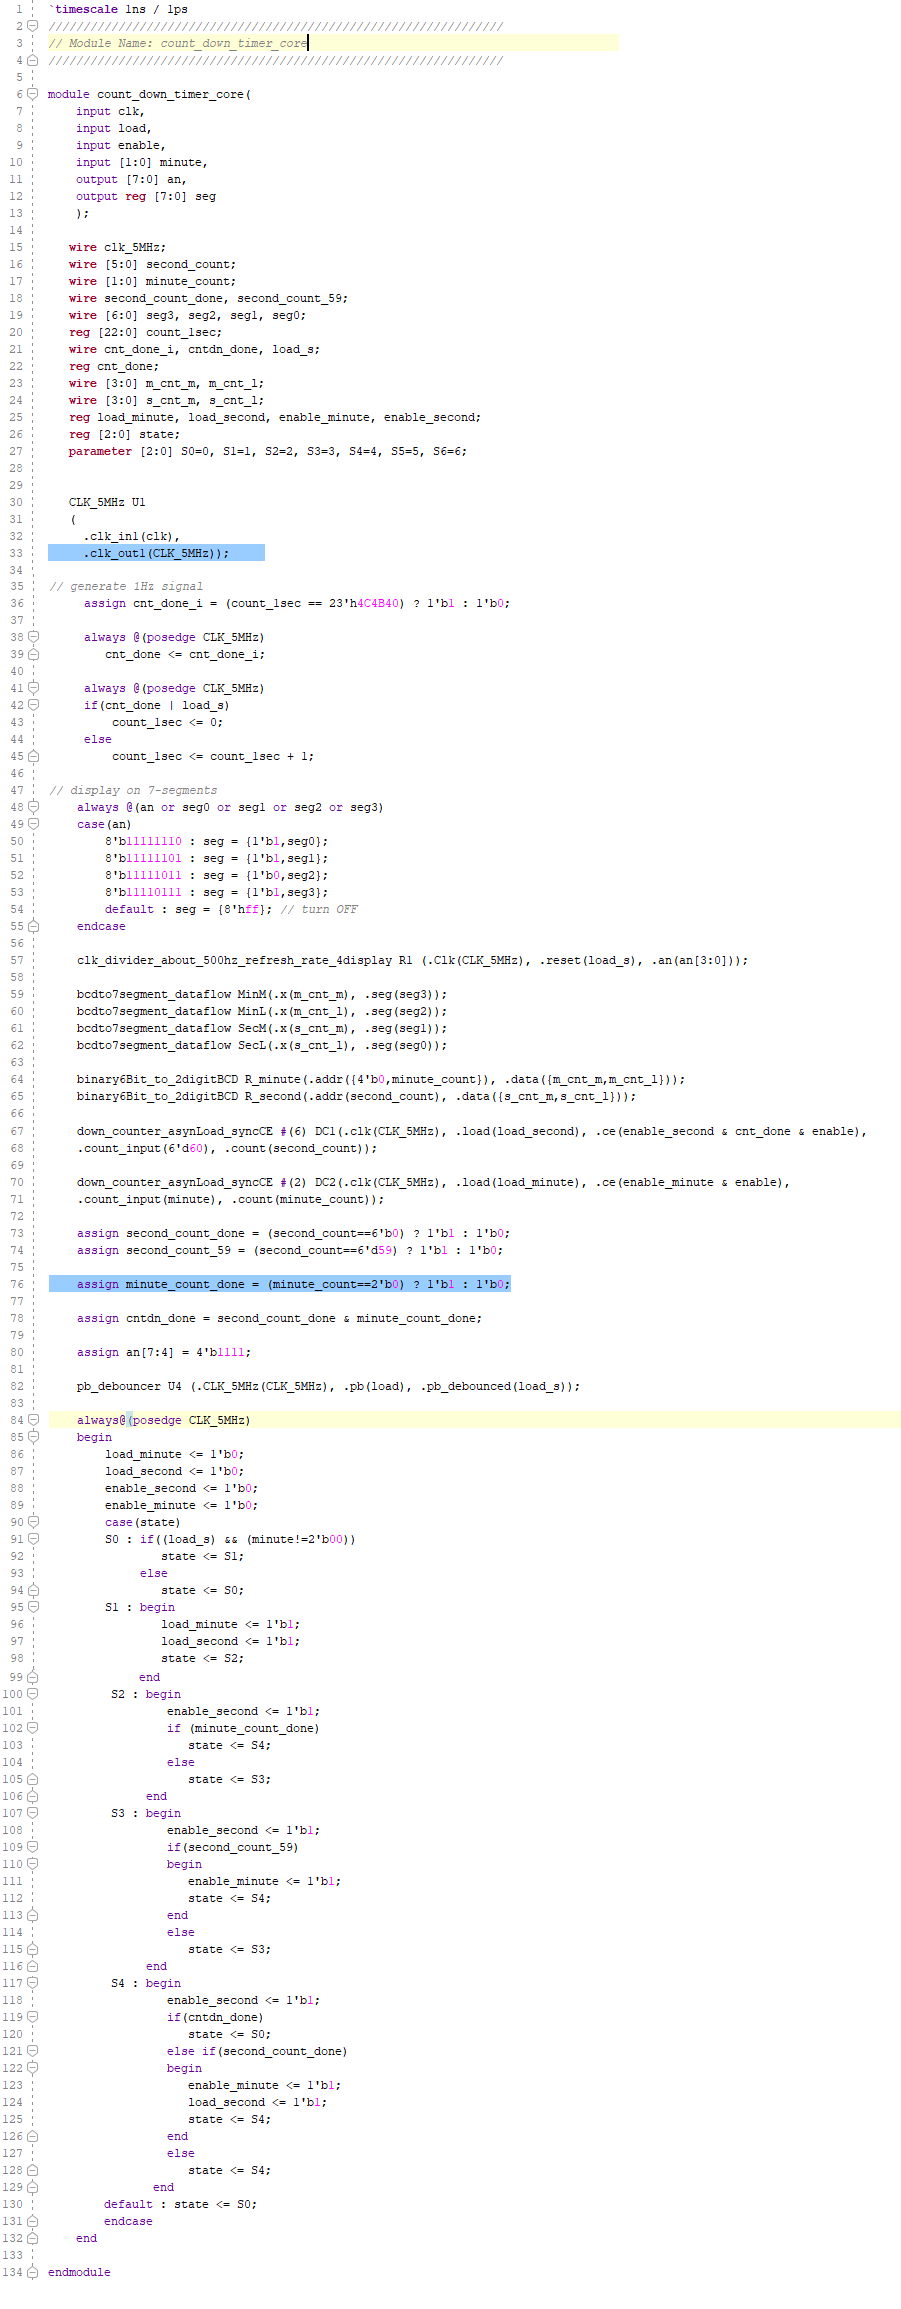 1 `timescale 1ns / 1ps
2 /////////////////////////////////////////////////////////////////
3 // Module Name: count_down_timer_core
4 /////////////////////////////////////////////////////////////////
5
6 module count_down_timer_core(
7 input clk,
8 input load,
9 input enable,
10 input [1:0] minute,
11 output [7:0] an,
12 output reg [7:0] seg
13 );
14
15 wire clk_5MHz;
16 wire [5:0] second_count;
17 wire [1:0] minute_count;
18 wire second_count_done, second_count_59;
19 wire [6:0] seg3, seg2, seg1, seg0;
20 reg [22:0] count_1sec;
21 wire cnt_done_i, cntdn_done, load_s;
22 reg cnt_done;
23 wire [3:0] m_cnt_m, m_cnt_l;
24 wire [3:0] s_cnt_m, s_cnt_l;
25 reg load_minute, load_second, enable_minute, enable_second;
26 reg [2:0] state;
27 parameter [2:0] S0=0, S1=1, S2=2, S3=3, S4=4, S5=5, S6=6;
28
29
30 CLK_5MHz U1
31 (
32 .clk_in1(clk),
33 .clk_out1(CLK_5MHz));
34
35 // generate 1Hz signal
36 assign cnt_done_i = (count_1sec == 23'h4C4B40) ? 1'b1 : 1'b0;
37
38 always @(posedge CLK_5MHz)
39 cnt_done <= cnt_done_i;
40
41 always @(posedge CLK_5MHz)
42 if(cnt_done | load_s)
43 count_1sec <= 0;
44 else
45 count_1sec <= count_1sec + 1;
46
47 // display on 7-segments
48 always @(an or seg0 or seg1 or seg2 or seg3)
49 case(an)
50 8'b11111110 : seg = {1'b1,seg0};
51 8'b11111101 : seg = {1'b1,seg1};
52 8'b11111011 : seg = {1'b0,seg2};
53 8'b11110111 : seg = {1'b1,seg3};
54 default : seg = {8'hff}; // turn OFF
55 endcase
56
57 clk_divider_about_500hz_refresh_rate_4display R1 (.Clk(CLK_5MHz), .reset(load_s), .an(an[3:0]));
58
59 bcdto7segment_dataflow MinM(.x(m_cnt_m), .seg(seg3));
60 bcdto7segment_dataflow MinL(.x(m_cnt_l), .seg(seg2));
61 bcdto7segment_dataflow SecM(.x(s_cnt_m), .seg(seg1));
62 bcdto7segment_dataflow SecL(.x(s_cnt_l), .seg(seg0));
63
64 binary6Bit_to_2digitBCD R_minute(.addr({4'b0,minute_count}), .data({m_cnt_m,m_cnt_l}));
65 binary6Bit_to_2digitBCD R_second(.addr(second_count), .data({s_cnt_m,s_cnt_l}));
66
67 down_counter_asynLoad_syncCE #(6) DC1(.clk(CLK_5MHz), .load(load_second), .ce(enable_second & cnt_done & enable),
68 .count_input(6'd60), .count(second_count));
69
70 down_counter_asynLoad_syncCE #(2) DC2(.clk(CLK_5MHz), .load(load_minute), .ce(enable_minute & enable),
71 .count_input(minute), .count(minute_count));
72
73 assign second_count_done = (second_count==6'b0) ? 1'b1 : 1'b0;
74 assign second_count_59 = (second_count==6'd59) ? 1'b1 : 1'b0;
75
76 assign minute_count_done = (minute_count==2'b0) ? 1'b1 : 1'b0;
77
78 assign cntdn_done = second_count_done & minute_count_done;
79
80 assign an[7:4] = 4'b1111;
81
82 pb_debouncer U4 (.CLK_5MHz(CLK_5MHz), .pb(load), .pb_debounced(load_s));
83
84 always@(posedge CLK_5MHz)
85 begin
86 load_minute <= 1'b0;
87 load_second <= 1'b0;
88 enable_second <= 1'b0;
89 enable_minute <= 1'b0;
90 case(state)
91 S0 : if((load_s) && (minute!=2'b00))
92 state <= S1;
93 else
94 state <= S0;
95 S1 : begin
96 load_minute <= 1'b1;
97 load_second <= 1'b1;
98 state <= S2;
99 end
100 S2 : begin
101 enable_second <= 1'b1;
102 if (minute_count_done)
103 state <= S4;
104 else
105 state <= S3;
106 end
107 S3 : begin
108 enable_second <= 1'b1;
109 if(second_count_59)
110 begin
111 enable_minute <= 1'b1;
112 state <= S4;
113 end
114 else
115 state <= S3;
116 end
117 S4 : begin
118 enable_second <= 1'b1;
119 if(cntdn_done)
120 state <= S0;
121 else if(second_count_done)
122 begin
123 enable_minute <= 1'b1;
124 load_second <= 1'b1;
125 state <= S4;
126 end
127 else
128 state <= S4;
129 end
130 default : state <= S0;
131 endcase
132 end
133
134 endmodule